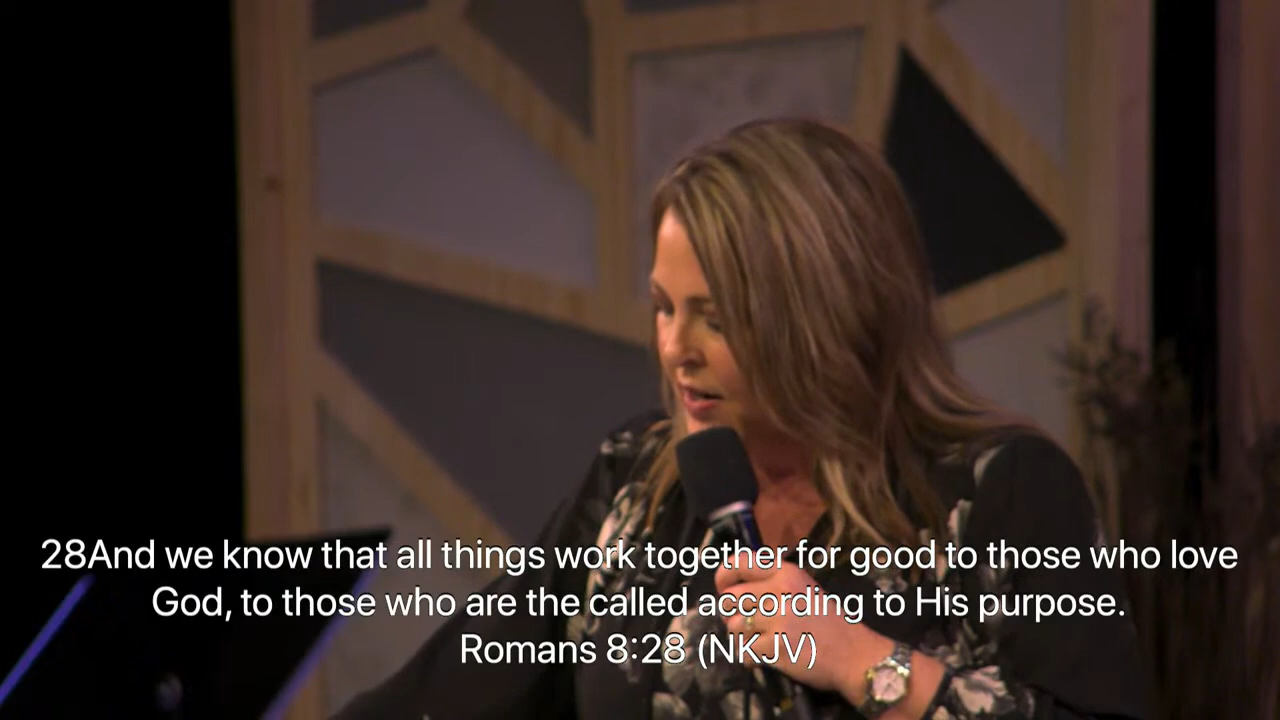 28And we know that all things work together for good to those who love
God, to those who are the called according to His purpose.
Romans 8:28 (NKJV)